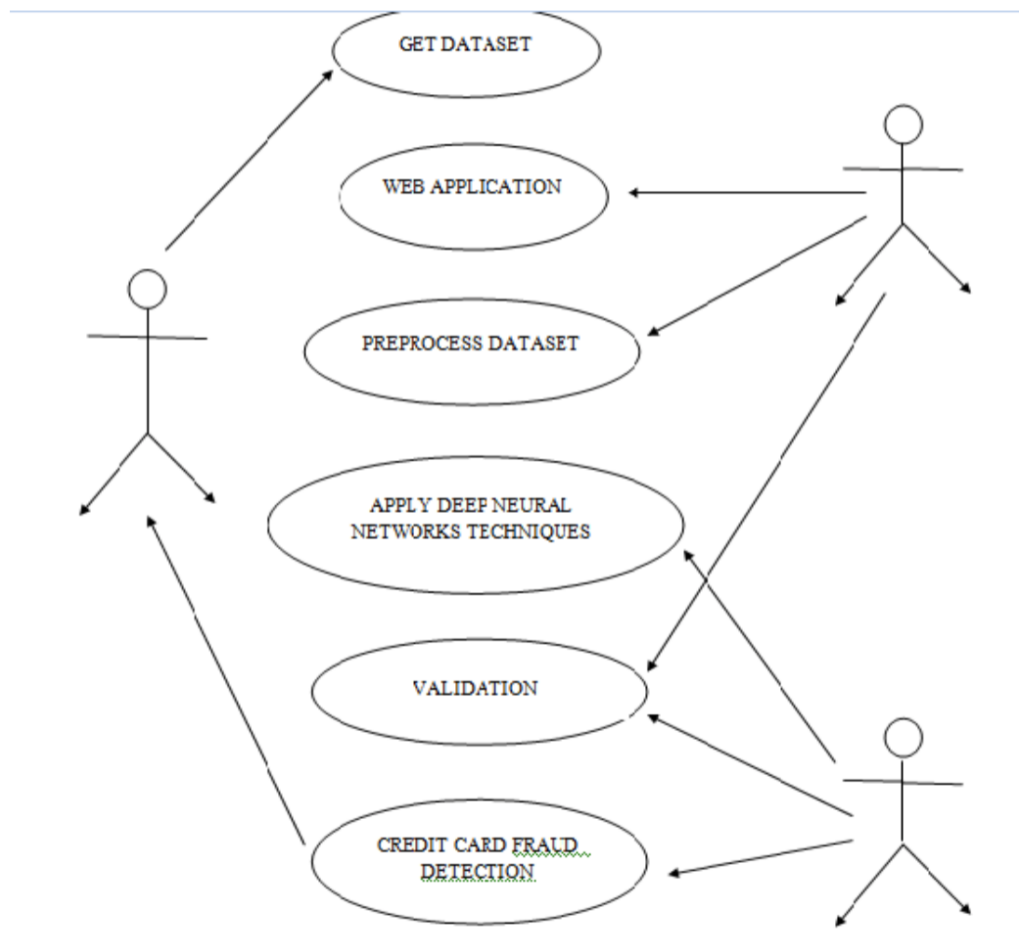 GET DATASET
WEB APPLICATION
PREPROCESS DATASET
APPLY DEEP NEURAL
NETWORKS TECHNIQUES
VALIDATION
CREDIT CARD FRAUD
DETECTION